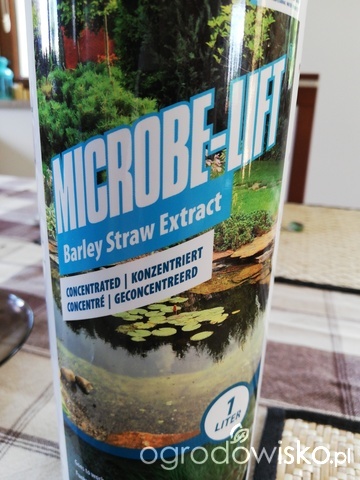 MICROBE-LIFT
Barley Straw Extract
CONCENTRATED | KONZENTRIERT
CONCENTRÉ | GECONCENTREERD
1
LITER
ogrodowisko.pl